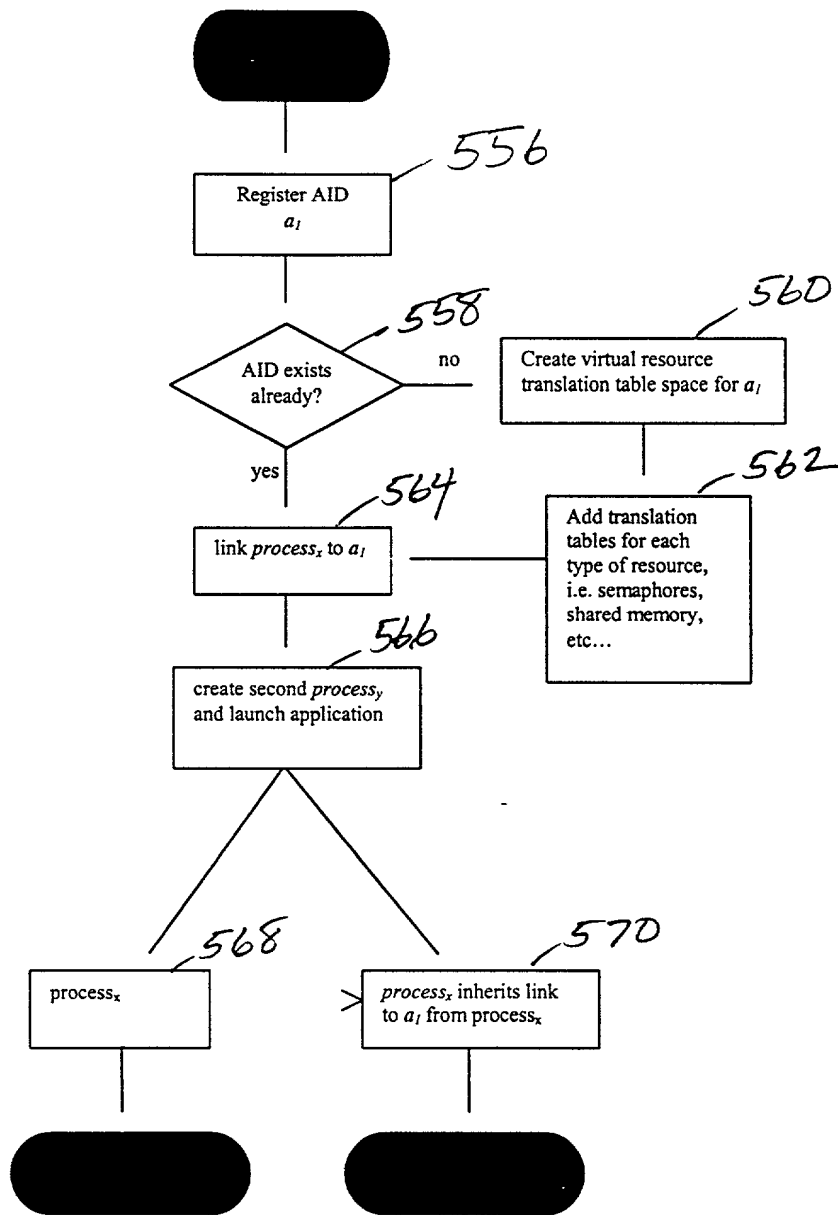 556
Register AID
a₁
558
AID exists
already?
no
yes
560
Create virtual resource
translation table space for a₁
562
Add translation
tables for each
type of resource,
i.e. semaphores,
shared memory,
etc...
564
link processₓ to a₁
566
create second processᵧ
and launch application
568
processₓ
570
processₓ inherits link
to a₁ from processₓ